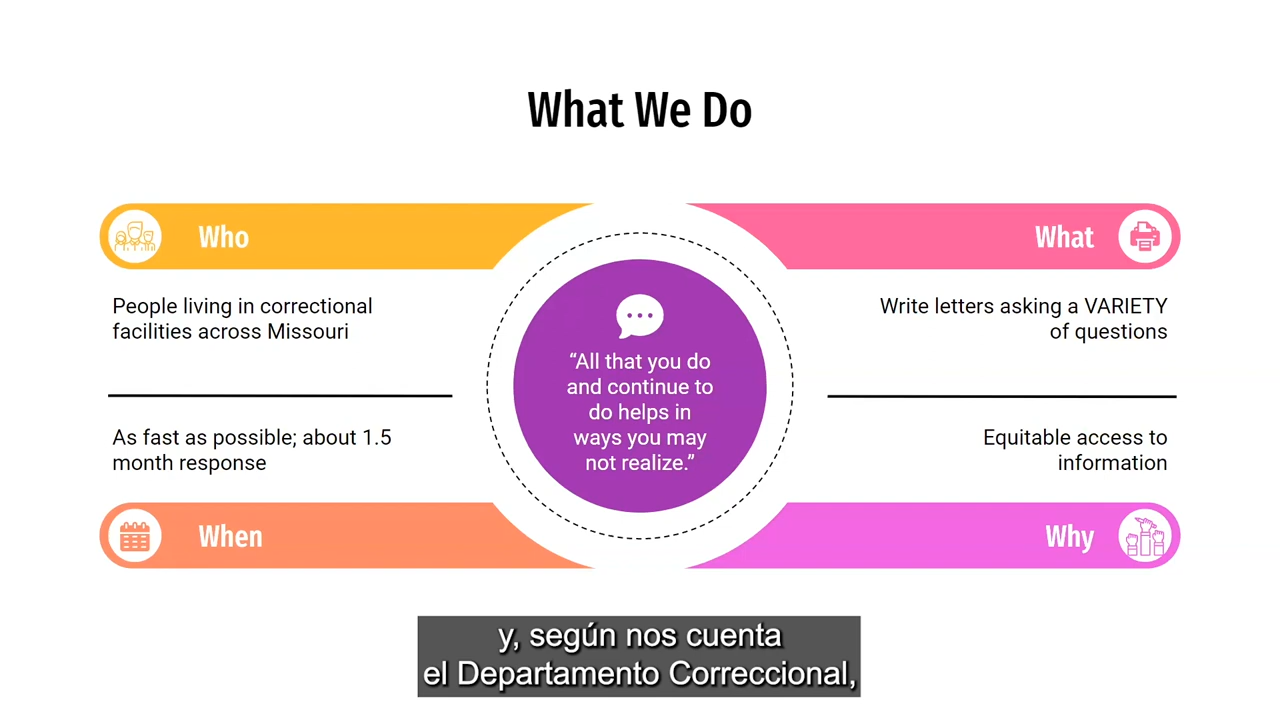 What We Do
Who
People living in correctional
facilities across Missouri
What
Write letters asking a VARIETY
of questions
“All that you do
and continue to
do helps in
ways you may
not realize.”
As fast as possible; about 1.5
month response
When
Equitable access to
information
Why
y, según nos cuenta
el Departamento Correccional,